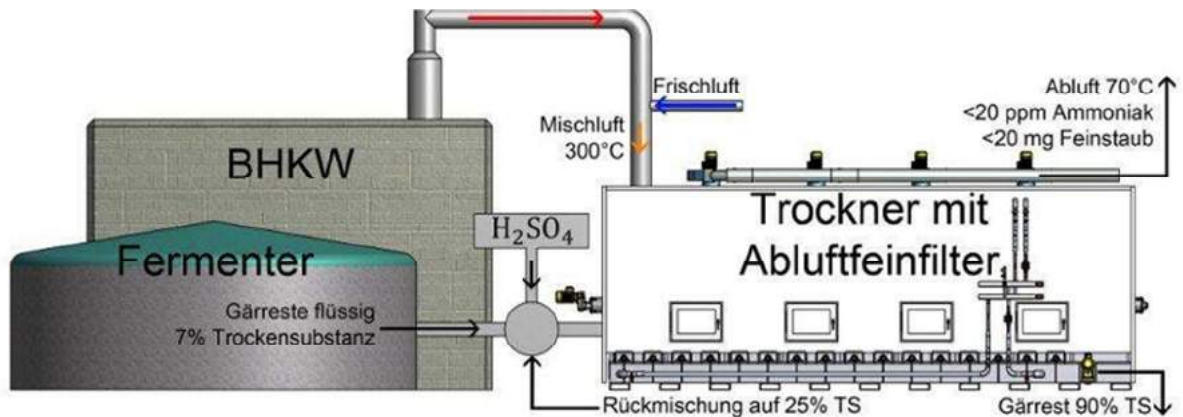 BHKW
Fermenter
Gärreste flüssig
7% Trockensubstanz
H₂SO₄
Mischluft
300°C
Frischluft
Abluft 70°C
<20 ppm Ammoniak
<20 mg Feinstaub
Trockner mit
Abluftfeinfilter
Rückmischung auf 25% TS
Gärrest 90% TS